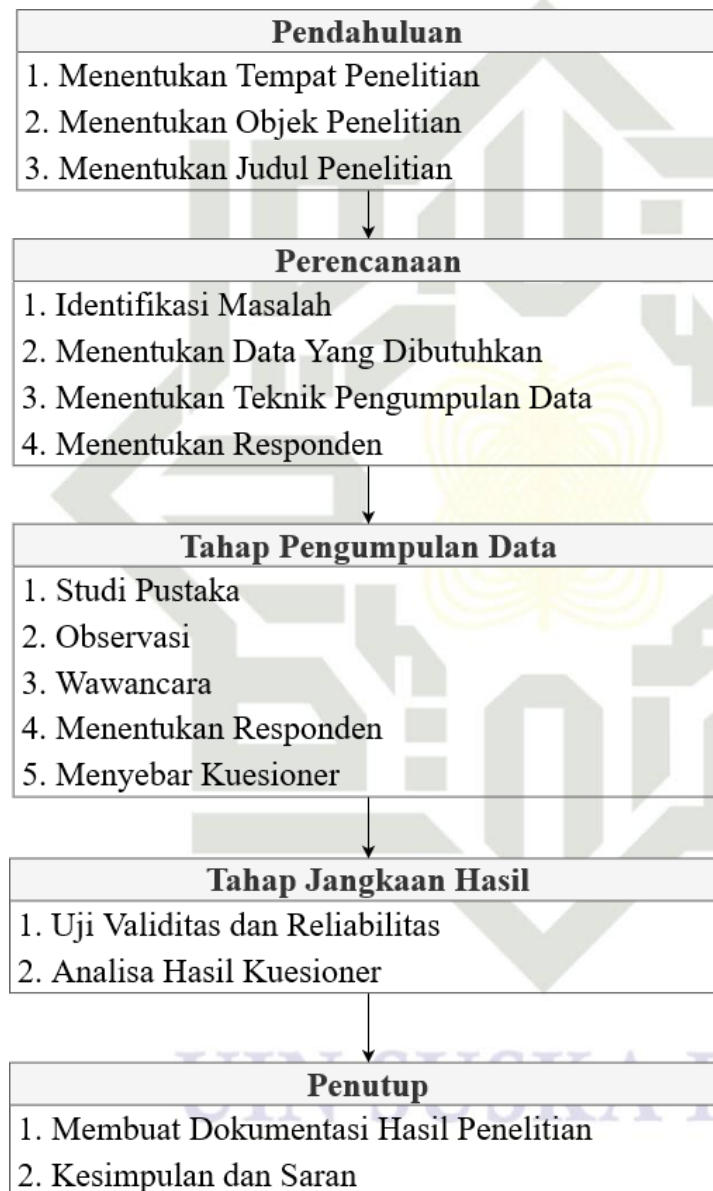 Pendahuluan
1. Menentukan Tempat Penelitian
2. Menentukan Objek Penelitian
3. Menentukan Judul Penelitian
Perencanaan
1. Identifikasi Masalah
2. Menentukan Data Yang Dibutuhkan
3. Menentukan Teknik Pengumpulan Data
4. Menentukan Responden
Tahap Pengumpulan Data
1. Studi Pustaka
2. Observasi
3. Wawancara
4. Menentukan Responden
5. Menyebar Kuesioner
Tahap Jangkaan Hasil
1. Uji Validitas dan Reliabilitas
2. Analisa Hasil Kuesioner
UIN SUSKA
Penutup
1. Membuat Dokumentasi Hasil Penelitian
2. Kesimpulan dan Saran